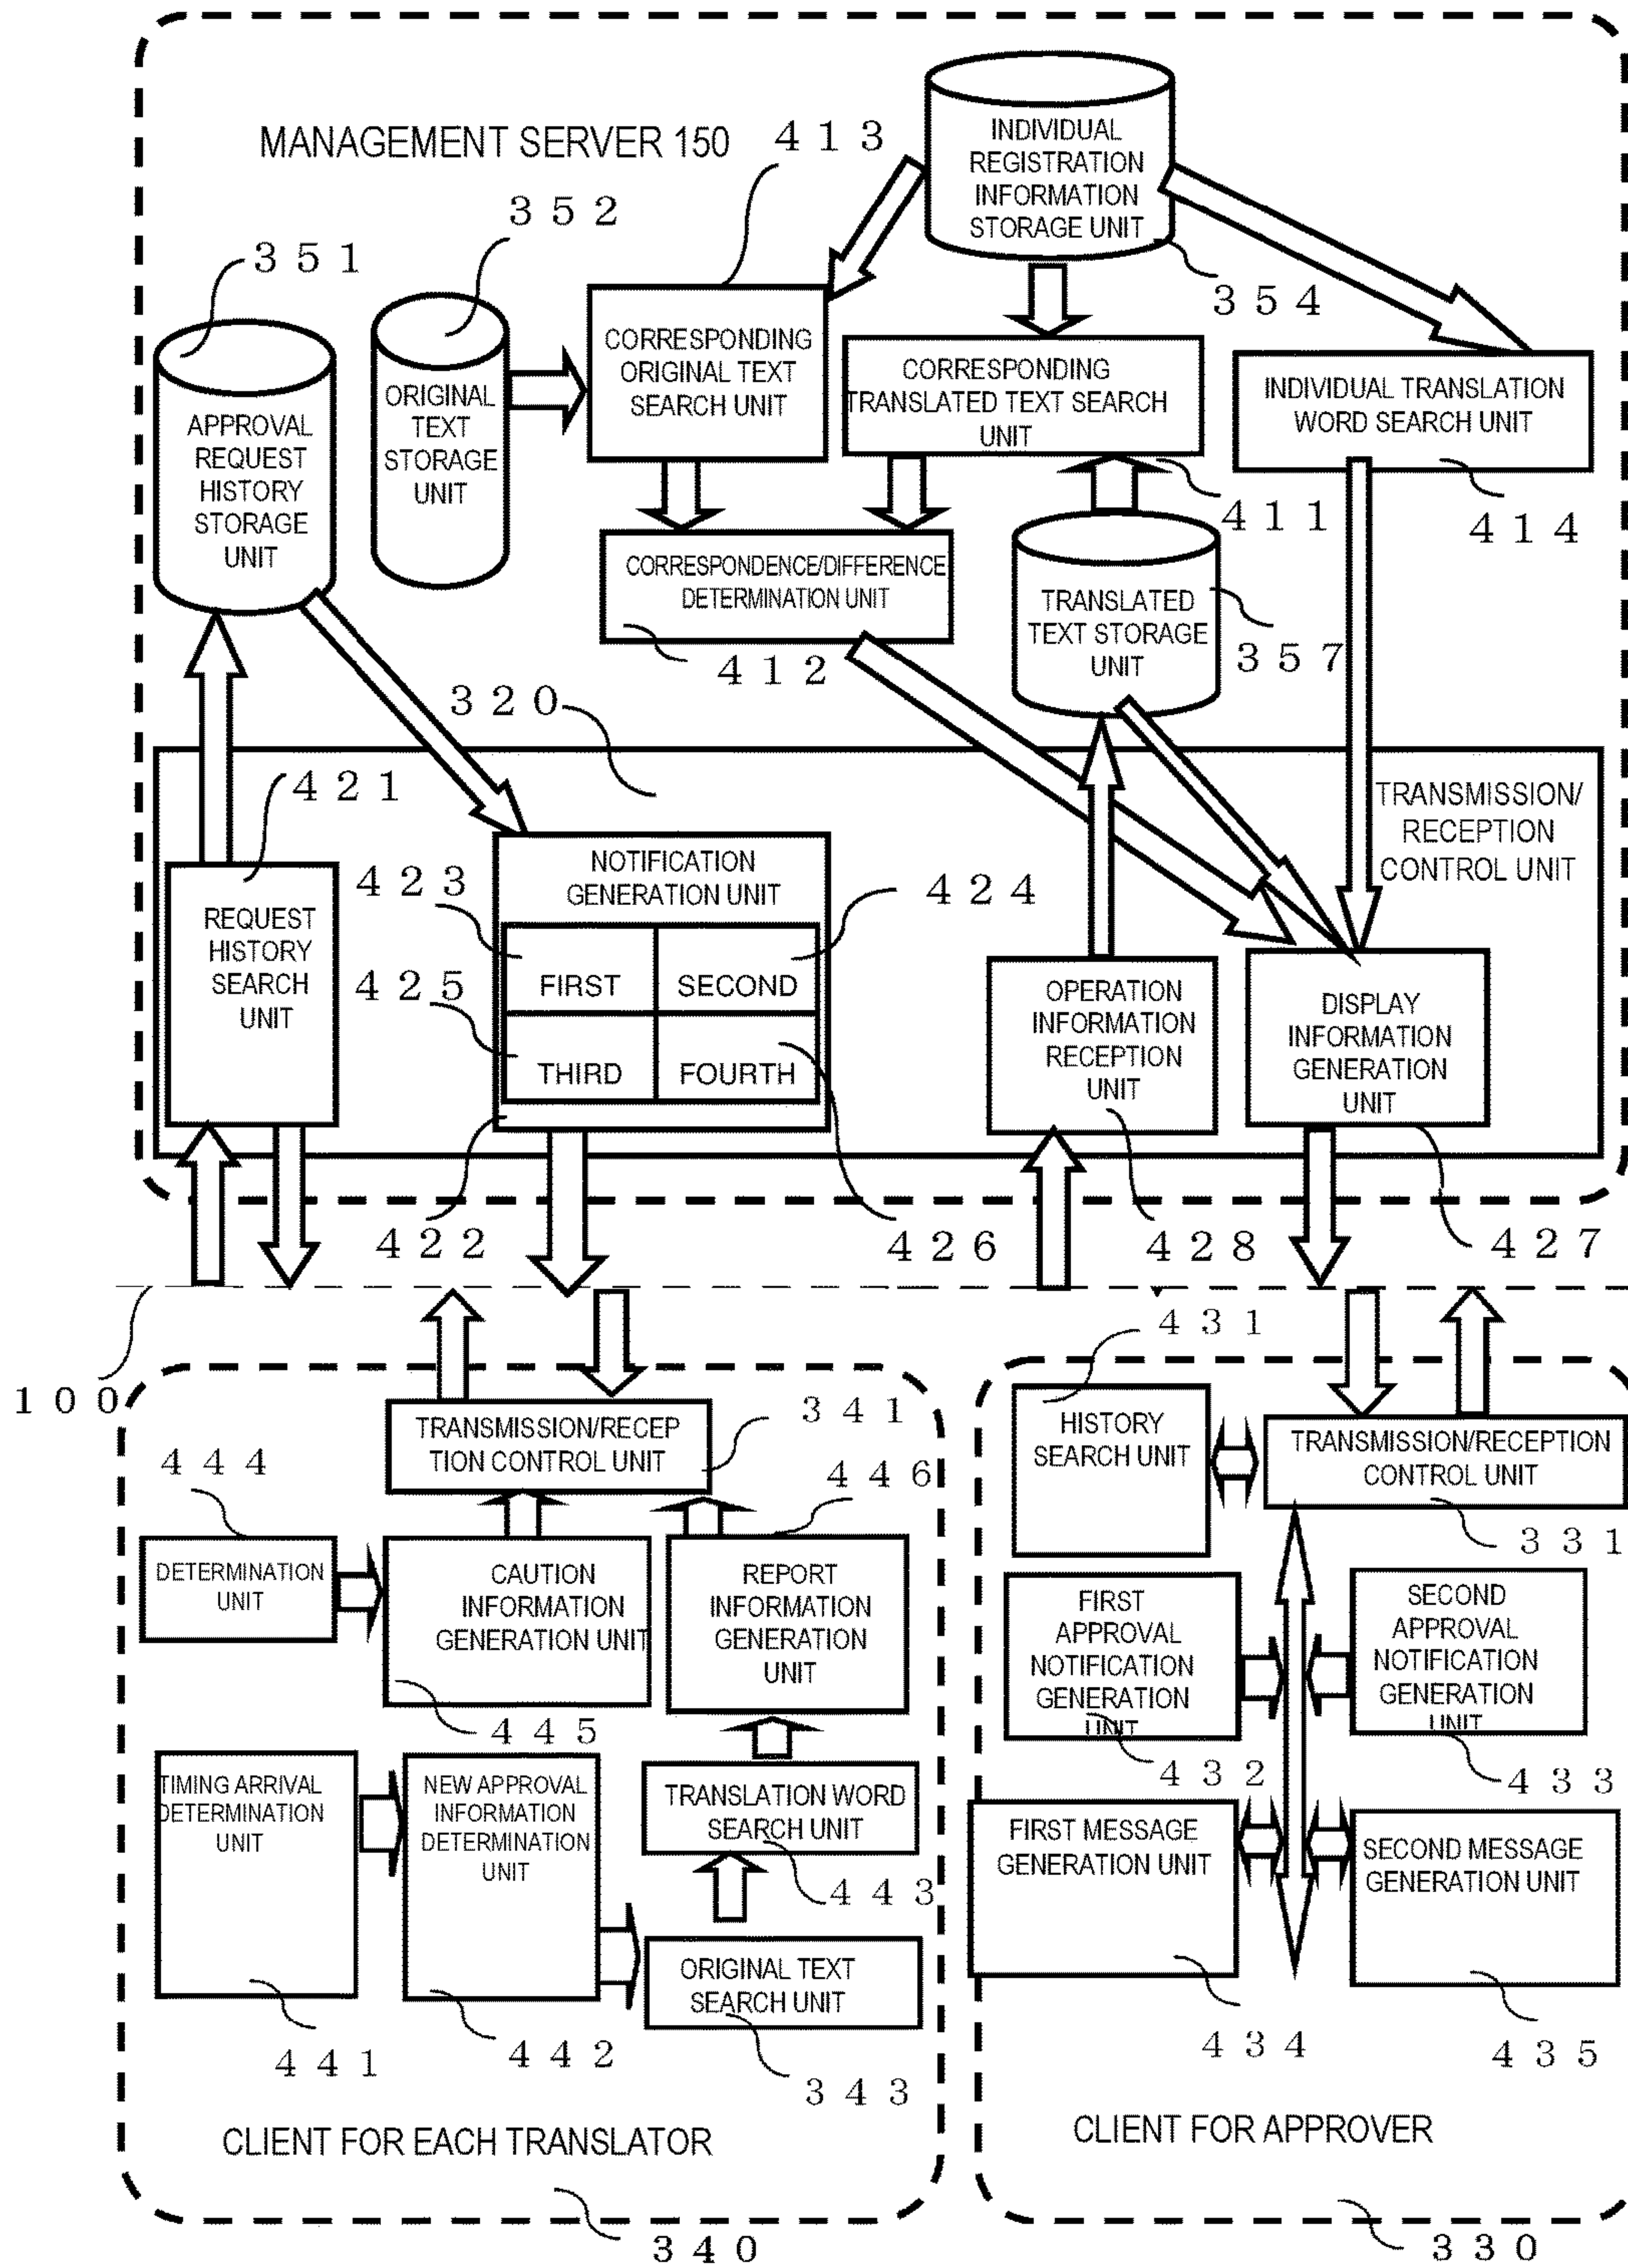 MANAGEMENT SERVER 150
413
352
351
INDIVIDUAL
REGISTRATION
INFORMATION
STORAGE UNIT
354
CORRESPONDING
ORIGINAL TEXT
SEARCH UNIT
CORRESPONDING
TRANSLATED TEXT SEARCH
UNIT
INDIVIDUAL TRANSLATION
WORD SEARCH UNIT
ORIGINAL
TEXT
STORAGE
UNIT
APPROVAL
REQUEST
HISTORY
STORAGE
UNIT
411
414
CORRESPONDENCE/DIFFERENCE
DETERMINATION UNIT
412
TRANSLATED
TEXT STORAGE
UNIT
357
320
TRANSMISSION/
RECEPTION
CONTROL UNIT
421
REQUEST
HISTORY
SEARCH
UNIT
NOTIFICATION
GENERATION UNIT
423
424
425
FIRST
SECOND
THIRD
FOURTH
OPERATION
INFORMATION
RECEPTION
UNIT
DISPLAY
INFORMATION
GENERATION
UNIT
422
426
428
427
100
TRANSMISSION/RECEP
TION CONTROL UNIT
341
444
446
DETERMINATION
UNIT
CAUTION
INFORMATION
GENERATION UNIT
REPORT
INFORMATION
GENERATION
UNIT
445
TIMING ARRIVAL
DETERMINATION
UNIT
NEW APPROVAL
INFORMATION
DETERMINATION
UNIT
TRANSLATION WORD
SEARCH UNIT
443
ORIGINAL TEXT
SEARCH UNIT
441
442
343
CLIENT FOR EACH TRANSLATOR
340
431
HISTORY
SEARCH UNIT
TRANSMISSION/RECEPTION
CONTROL UNIT
331
FIRST
APPROVAL
NOTIFICATION
GENERATION
UNIT
432
SECOND
APPROVAL
NOTIFICATION
GENERATION
UNIT
433
FIRST MESSAGE
GENERATION UNIT
SECOND MESSAGE
GENERATION UNIT
434
435
CLIENT FOR APPROVER
330